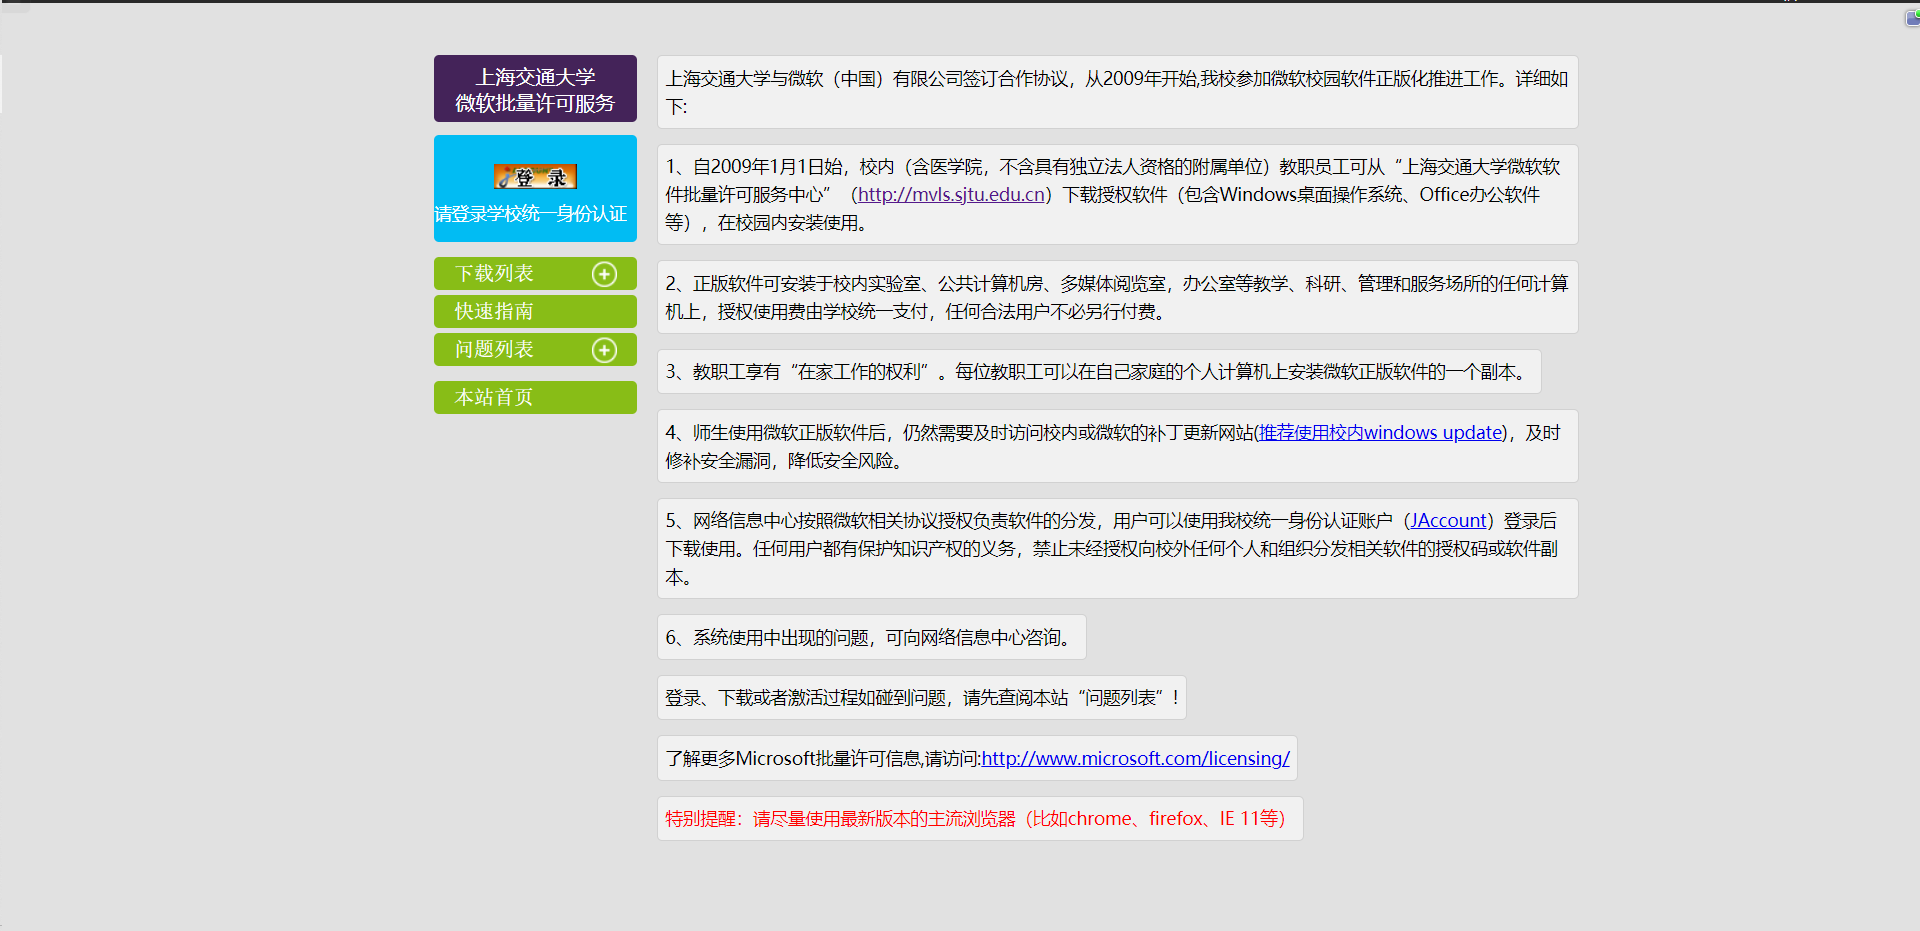 上海交通大学
微软批量许可服务
登 录
请登录学校统一身份认证
下载列表
快速指南
问题列表
本站首页
上海交通大学与微软（中国）有限公司签订合作协议，从2009年开始,我校参加微软校园软件正版化推进工作。详细如
下:
1、自2009年1月1日始，校内（含医学院，不含具有独立法人资格的附属单位）教职员工可从“上海交通大学微软软
件批量许可服务中心”（http://mvls.sjtu.edu.cn）下载授权软件（包含Windows桌面操作系统、Office办公软件
等），在校园内安装使用。
2、正版软件可安装于校内实验室、公共计算机房、多媒体阅览室，办公室等教学、科研、管理和服务场所的任何计算
机上，授权使用费由学校统一支付，任何合法用户不必另行付费。
3、教职工享有“在家工作的权利”。每位教职工可以在自己家庭的个人计算机上安装微软正版软件的一个副本。
4、师生使用微软正版软件后，仍然需要及时访问校内或微软的补丁更新网站(推荐使用校内windows update)，及时
修补安全漏洞，降低安全风险。
5、网络信息中心按照微软相关协议授权负责软件的分发，用户可以使用我校统一身份认证账户（JAccount）登录后
下载使用。任何用户都有保护知识产权的义务，禁止未经授权向校外任何个人和组织分发相关软件的授权码或软件副
本。
6、系统使用中出现的问题，可向网络信息中心咨询。
登录、下载或者激活过程如碰到问题，请先查阅本站“问题列表”！
了解更多Microsoft批量许可信息,请访问:http://www.microsoft.com/licensing/
特别提醒：请尽量使用最新版本的主流浏览器（比如chrome、firefox、IE 11等）